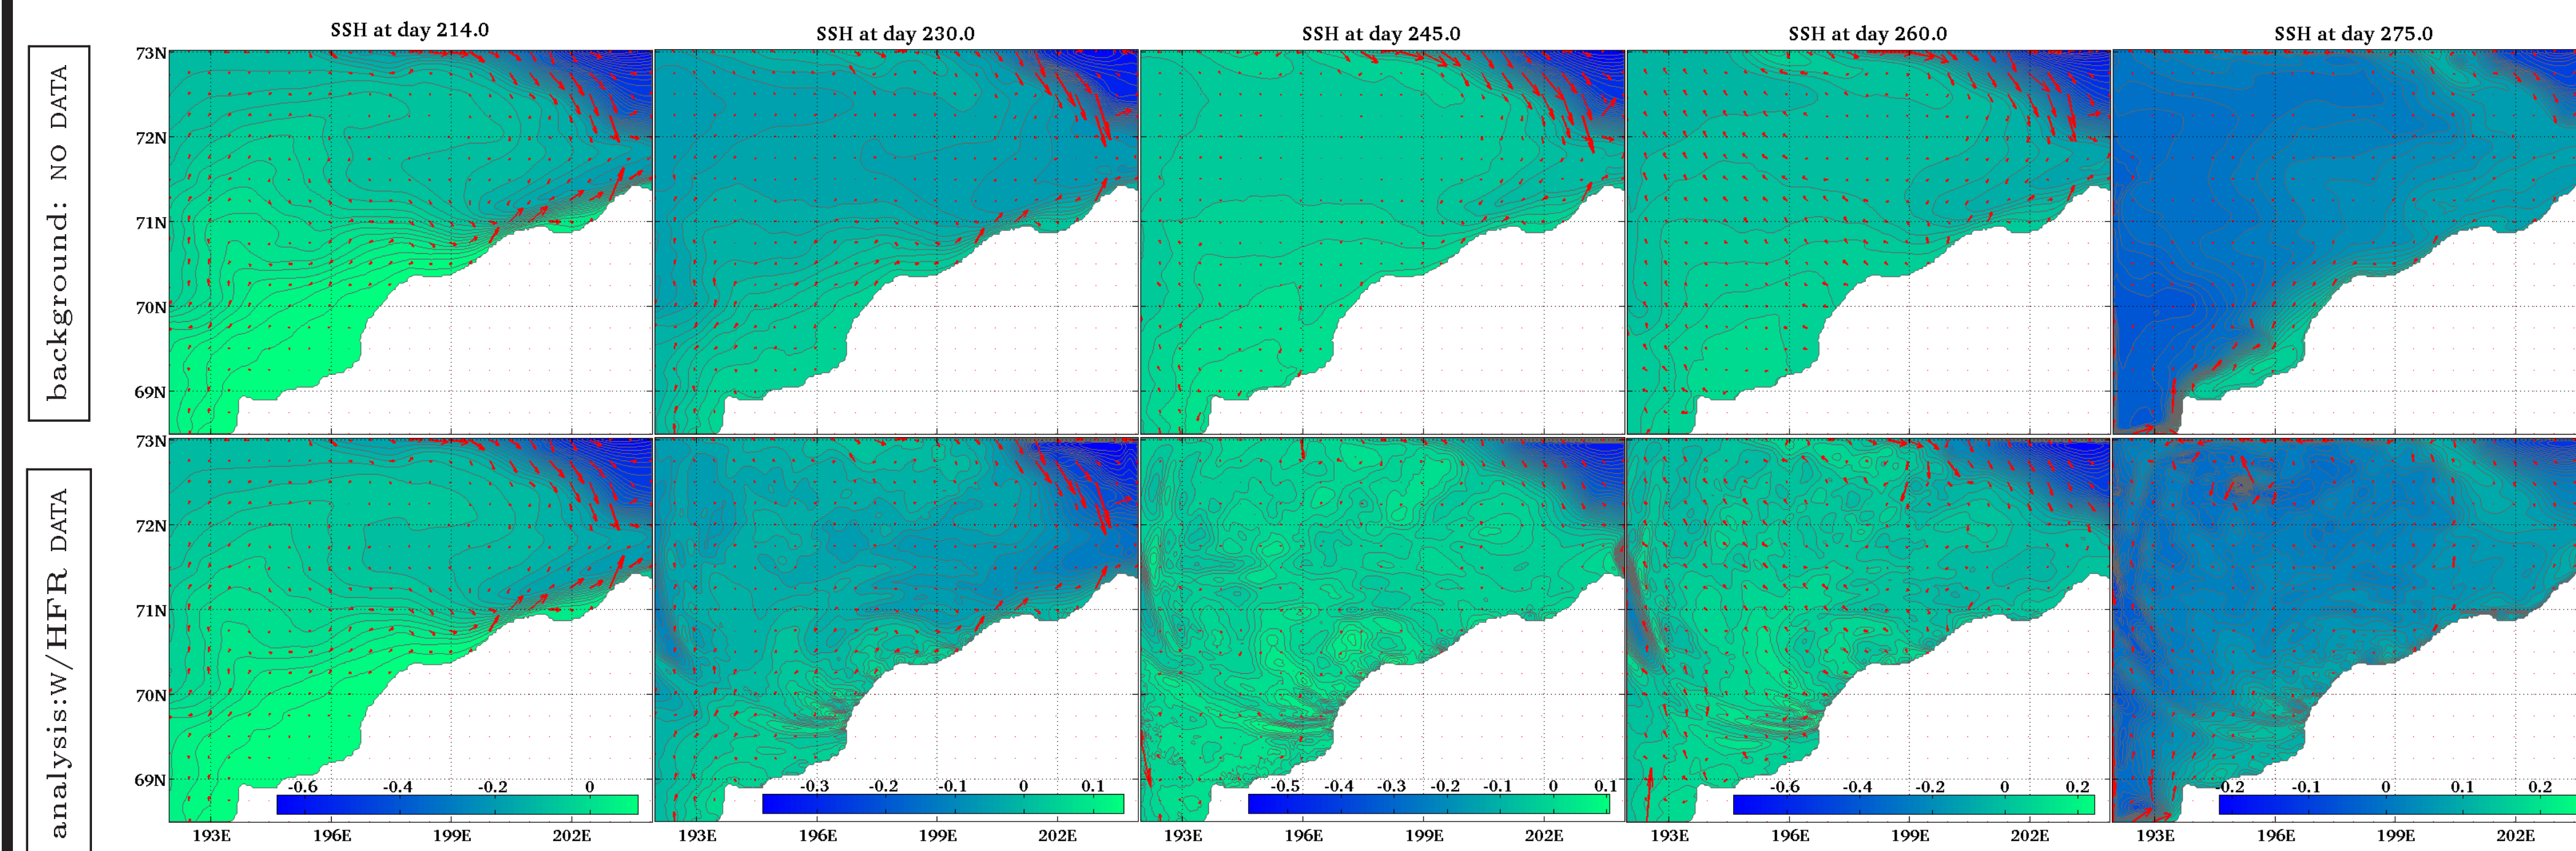 SSH at day 214.0
SSH at day 230.0
SSH at day 245.0
SSH at day 260.0
SSH at day 275.0
background: NO DATA
73N
72N
71N
70N
69N
analysis:W/HFR DATA
73N
72N
71N
70N
69N
-0.6 -0.4 -0.2 0
-0.3 -0.2 -0.1 0 0.1
-0.5 -0.4 -0.3 -0.2 -0.1 0 0.1
-0.6 -0.4 -0.2 0 0.2
-0.2 -0.1 0 0.1 0.2
193E 196E 199E 202E
193E 196E 199E 202E
193E 196E 199E 202E
193E 196E 199E 202E
193E 196E 199E 202E